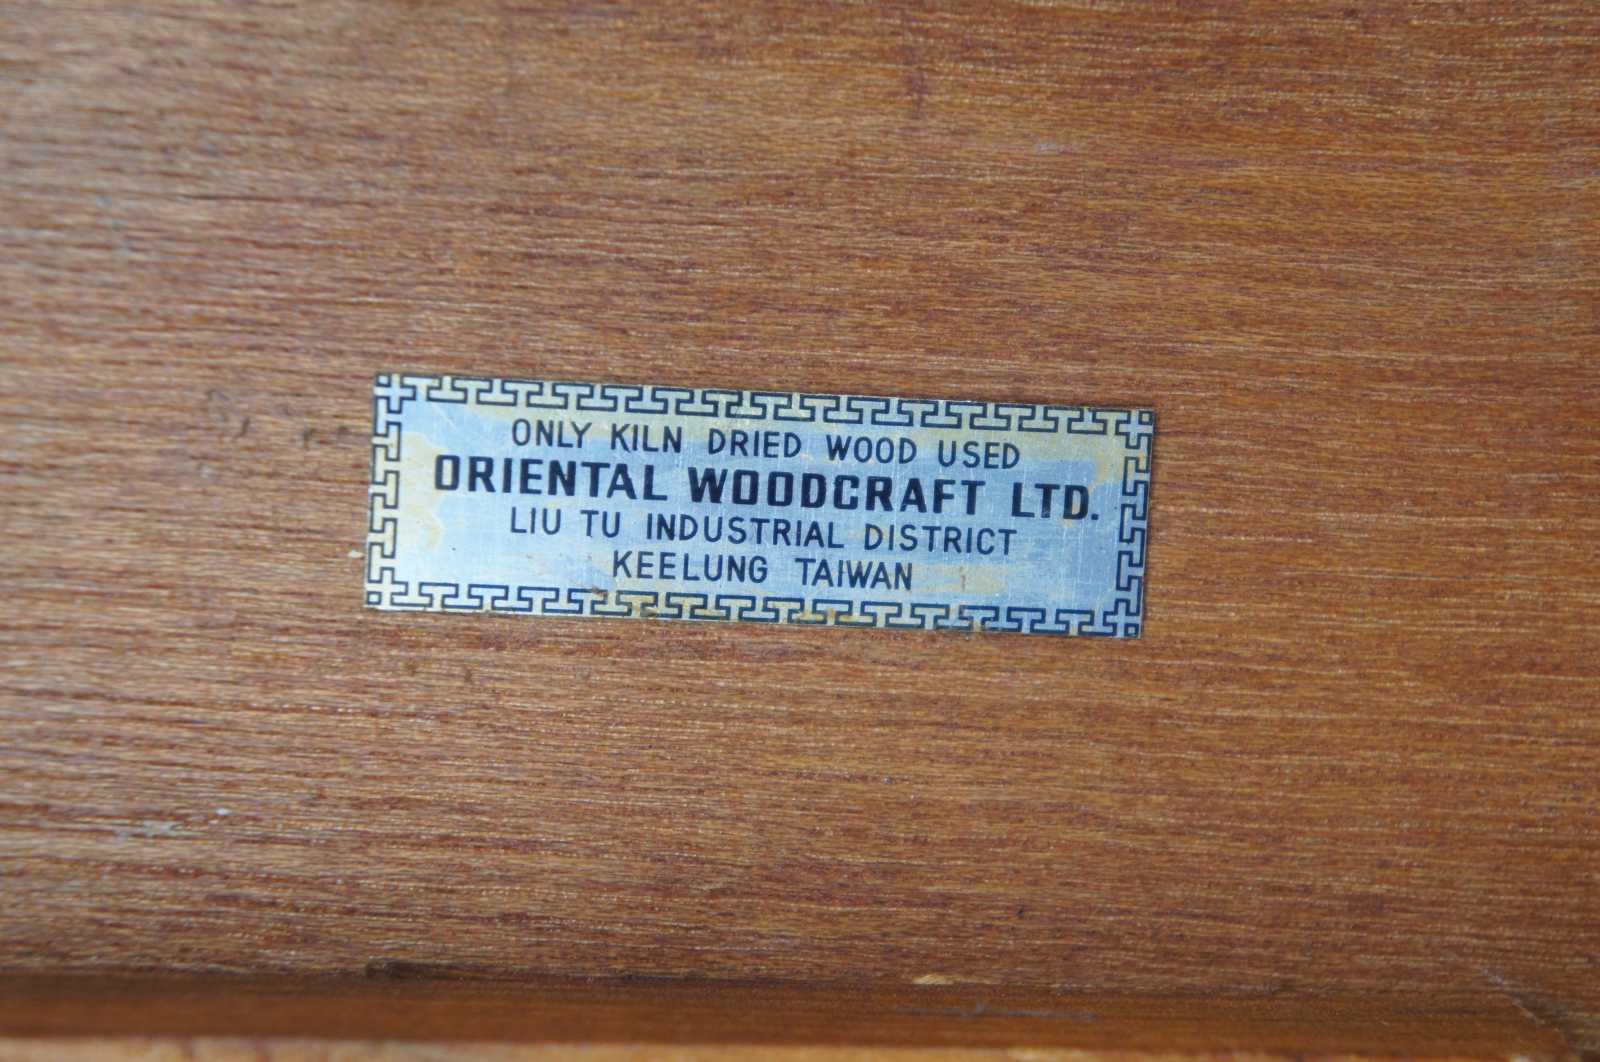 ONLY KILN DRIED WOOD USED
ORIENTAL WOODCRAFT LTD.
LIU TU INDUSTRIAL DISTRICT
KEELUNG TAIWAN